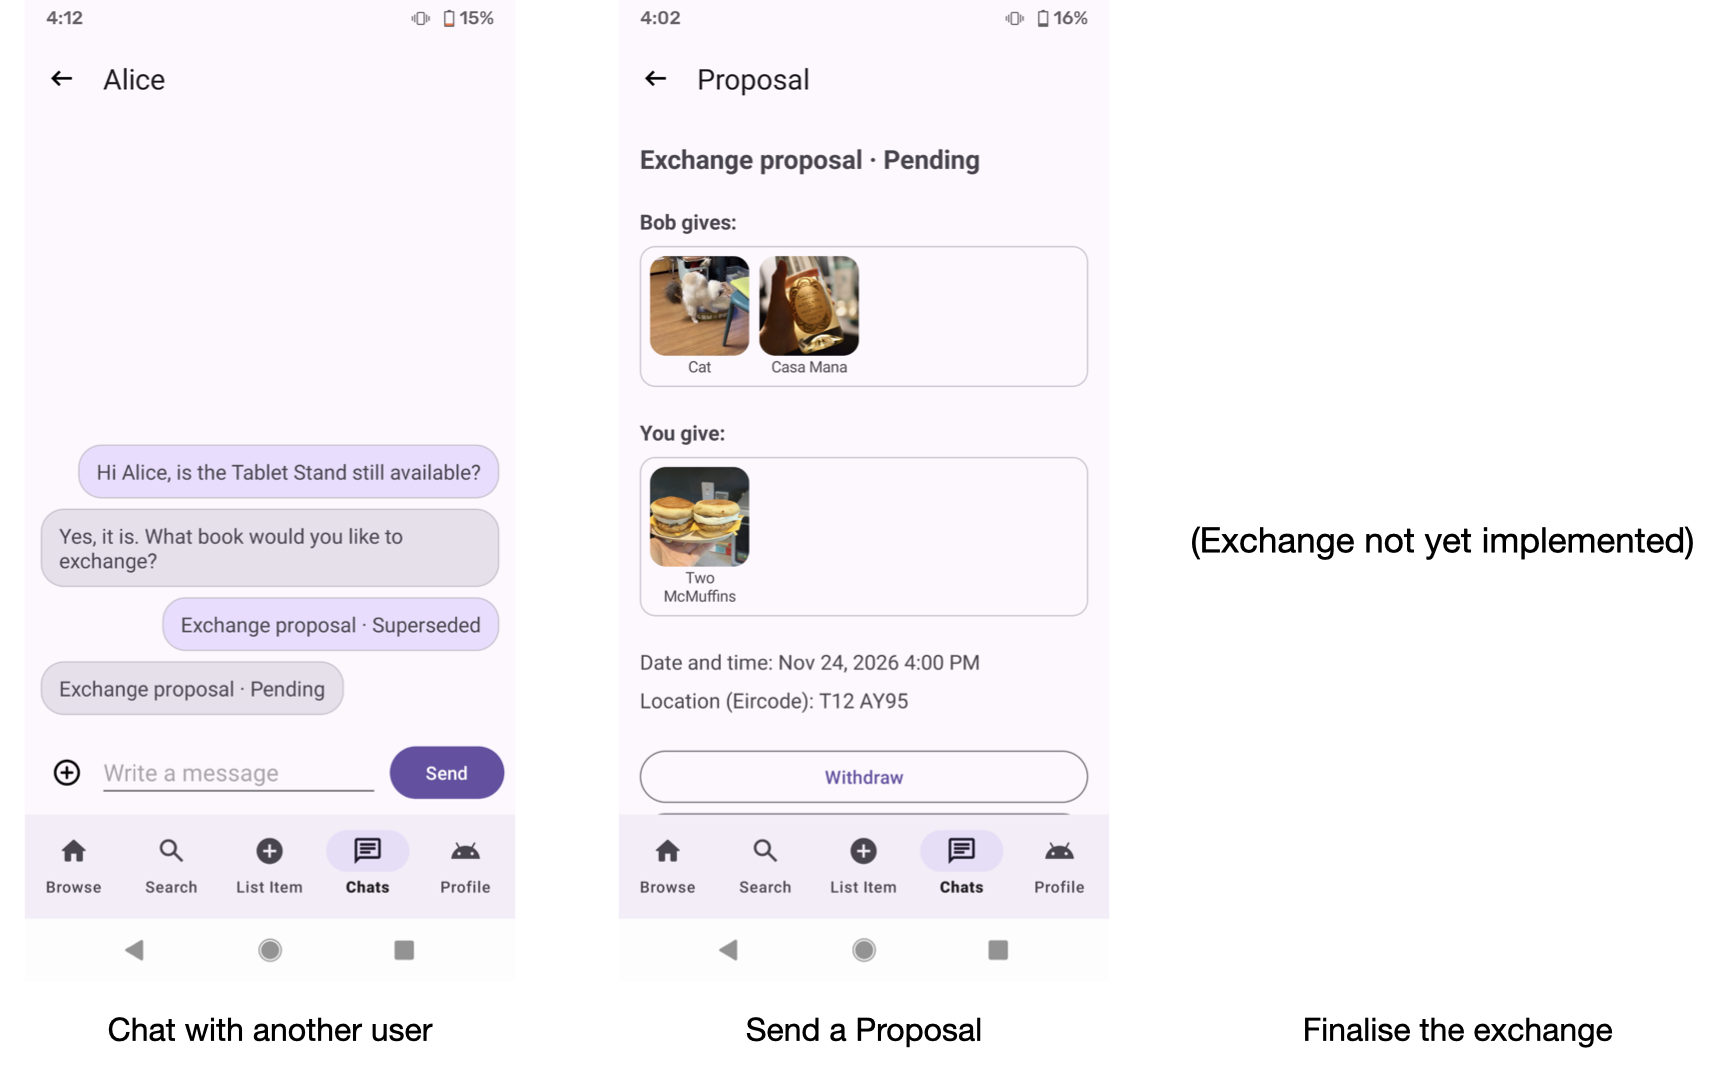 4:12
15%
Alice
Hi Alice, is the Tablet Stand still available?
Yes, it is. What book would you like to
exchange?
Exchange proposal · Superseded
Exchange proposal · Pending
Write a message
Send
Browse
Search
List Item
Chats
Profile
Chat with another user
4:02
16%
Proposal
Exchange proposal · Pending
Bob gives:
Cat
Casa Mana
You give:
Two
McMuffins
Date and time: Nov 24, 2026 4:00 PM
Location (Eircode): T12 AY95
Withdraw
Browse
Search
List Item
Chats
Profile
Send a Proposal
(Exchange not yet implemented)
Finalise the exchange